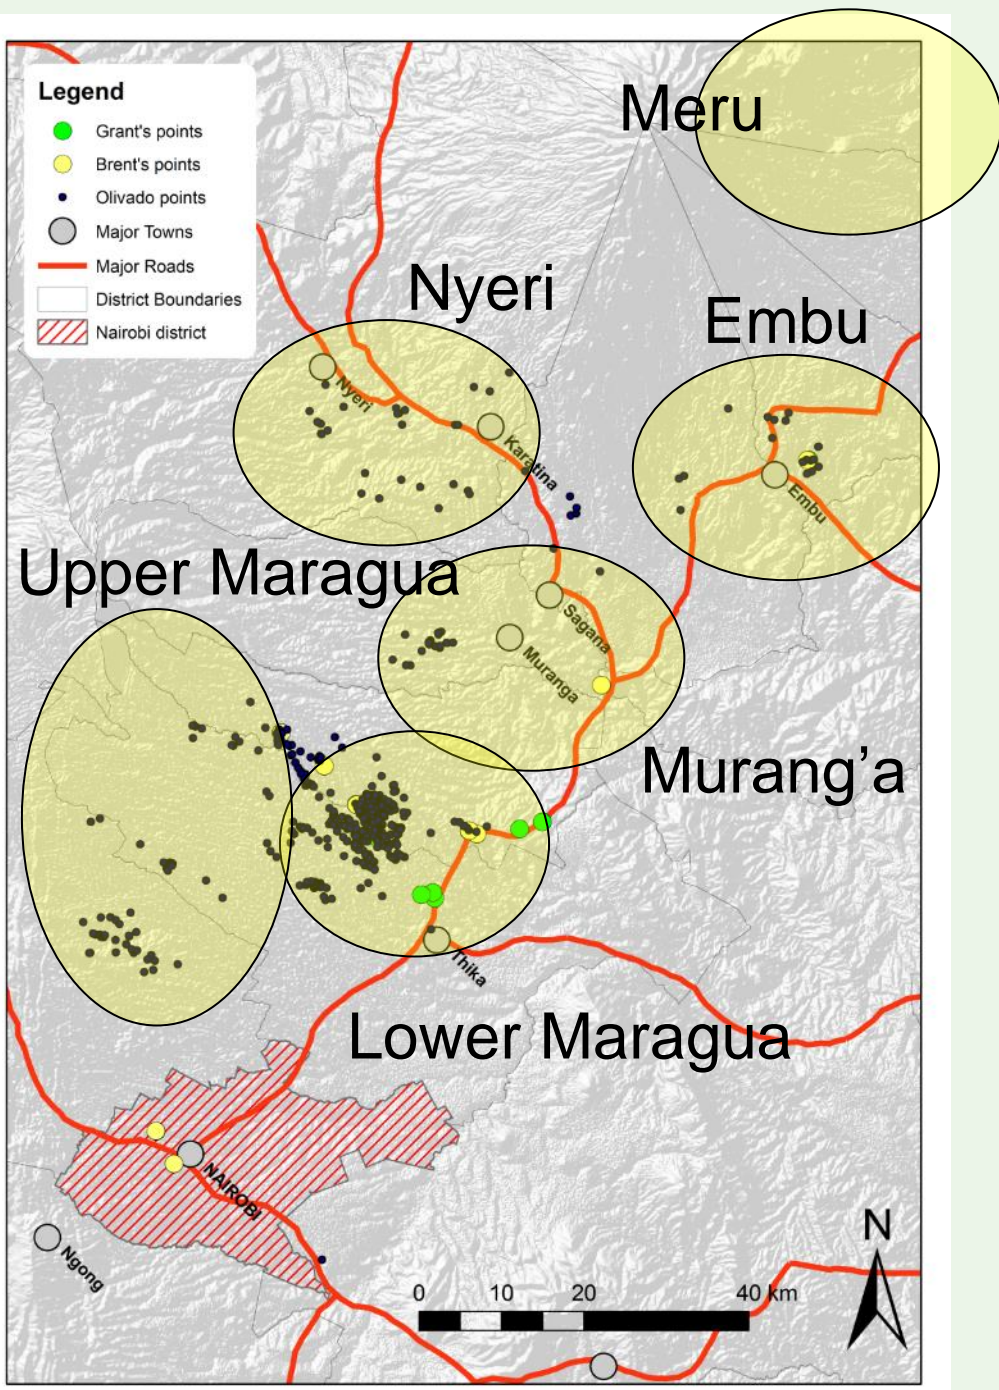 Meru
Legend
Grant's points
Brent's points
Olivado points
Major Towns
Major Roads
District Boundaries
Nairobi district
Nyeri
Embu
Nyeri
Karatina
Embu
Upper Maragua
Sagana
Muranga
Murang’a
Thika
Lower Maragua
NAIROBI
Ngong
N
0 10 20 40 km